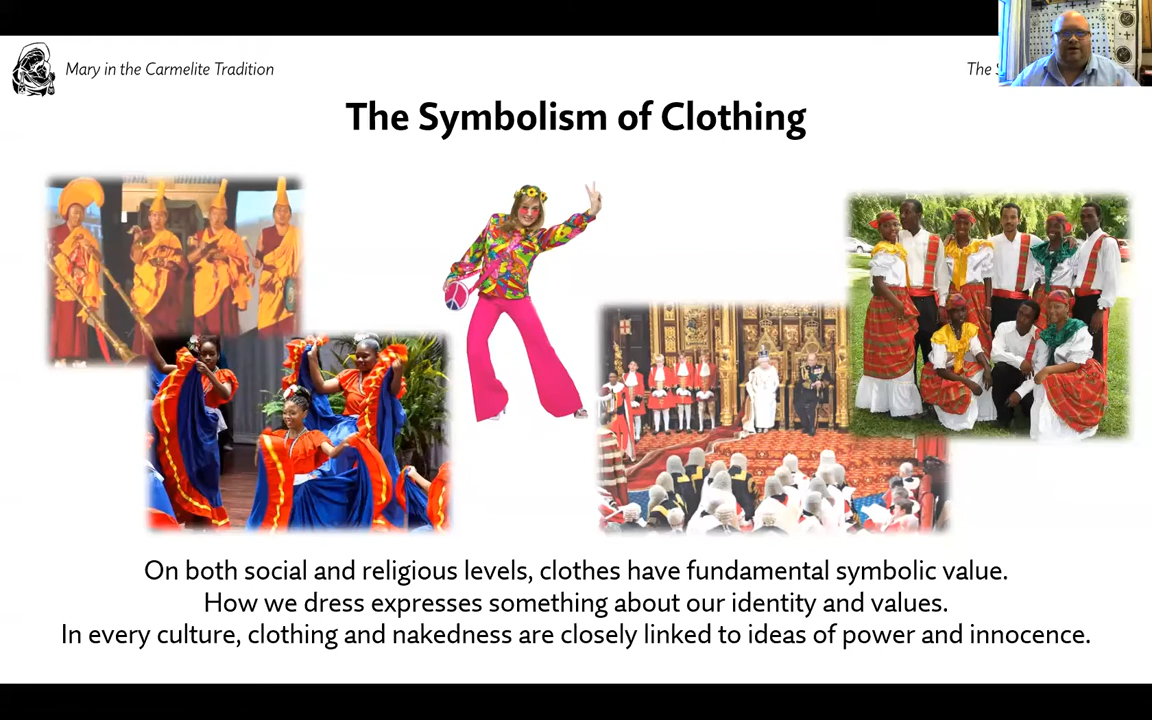 Mary in the Carmelite Tradition
The
The Symbolism of Clothing
On both social and religious levels, clothes have fundamental symbolic value.
How we dress expresses something about our identity and values.
In every culture, clothing and nakedness are closely linked to ideas of power and innocence.